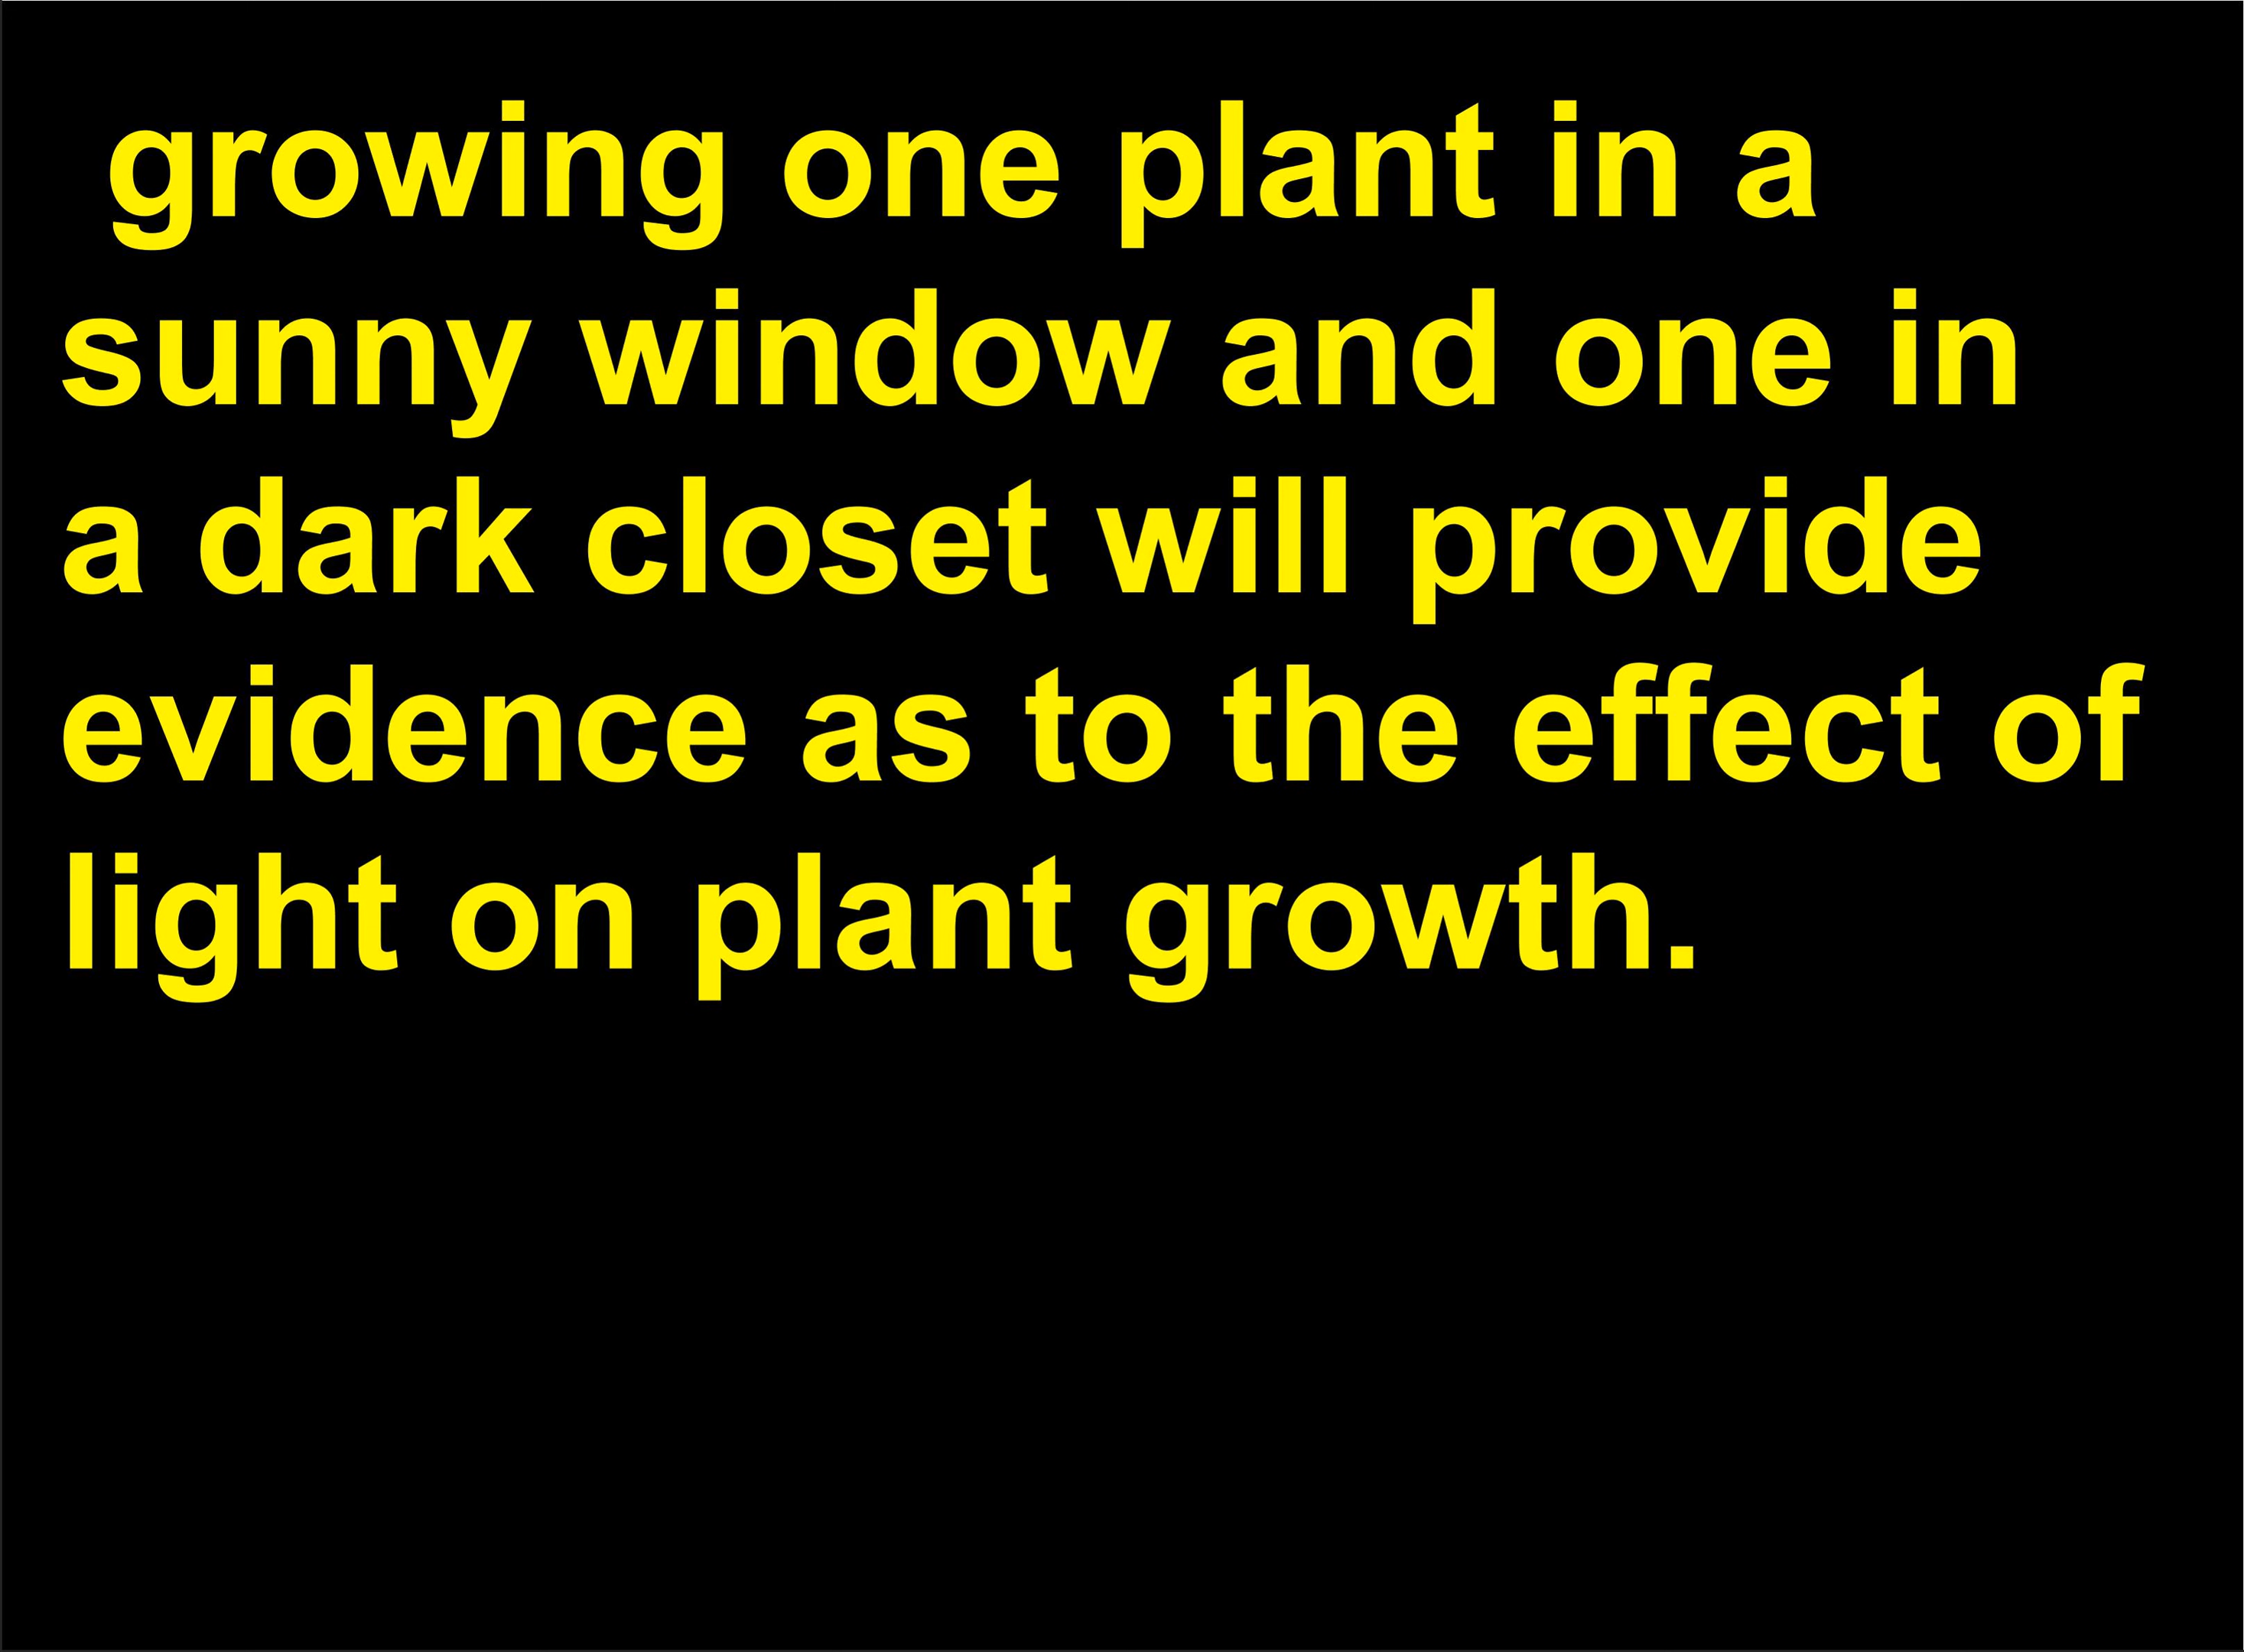 growing one plant in a
sunny window and one in
a dark closet will provide
evidence as to the effect of
light on plant growth.